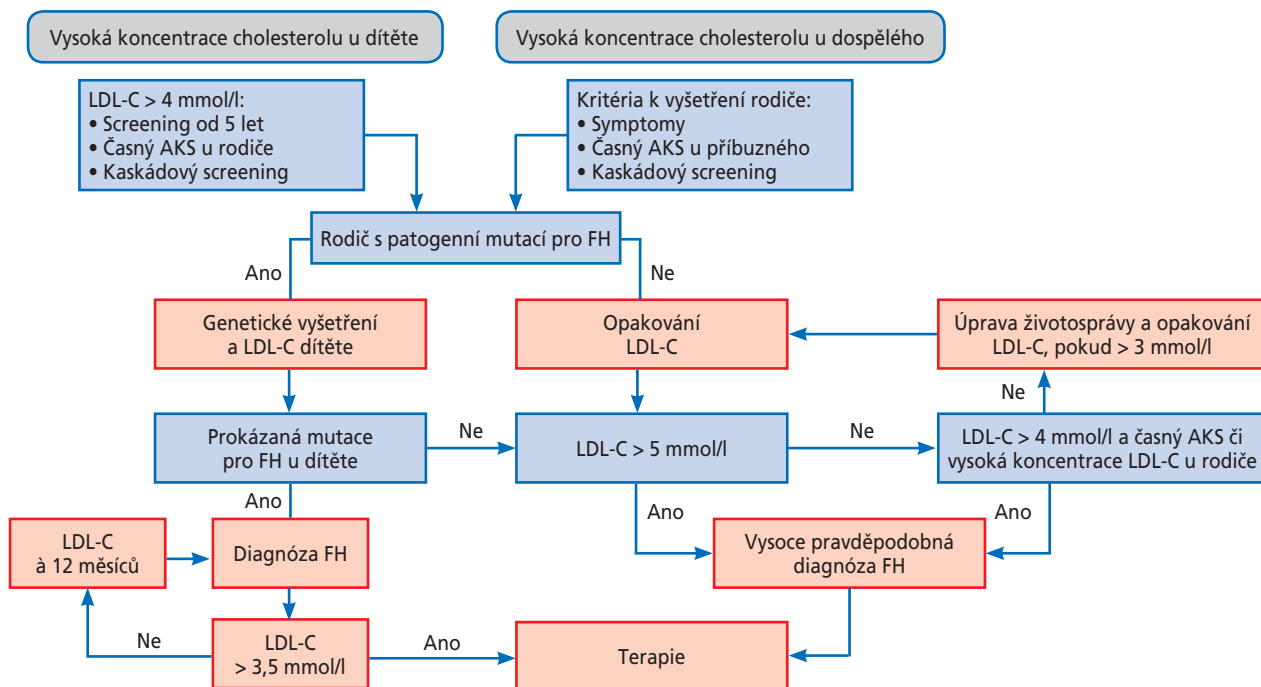 Vysoká koncentrace cholesterolu u dítěte
Vysoká koncentrace cholesterolu u dospělého
LDL-C > 4 mmol/l:
• Screening od 5 let
• Časný AKS u rodiče
• Kaskádový screening
Kritéria k vyšetření rodiče:
• Symptomy
• Časný AKS u příbuzného
• Kaskádový screening
Rodič s patogenní mutací pro FH
Ano
Ne
Genetické vyšetření
a LDL-C dítěte
Opakování
LDL-C
Úprava životosprávy a opakování
LDL-C, pokud > 3 mmol/l
Ne
Prokázaná mutace
pro FH u dítěte
Ne
LDL-C > 5 mmol/l
Ne
LDL-C > 4 mmol/l a časný AKS či
vysoká koncentrace LDL-C u rodiče
Ano
Ano
Ano
LDL-C
à 12 měsíců
Diagnóza FH
Vysoce pravděpodobná
diagnóza FH
Ne
LDL-C
> 3,5 mmol/l
Ano
Terapie